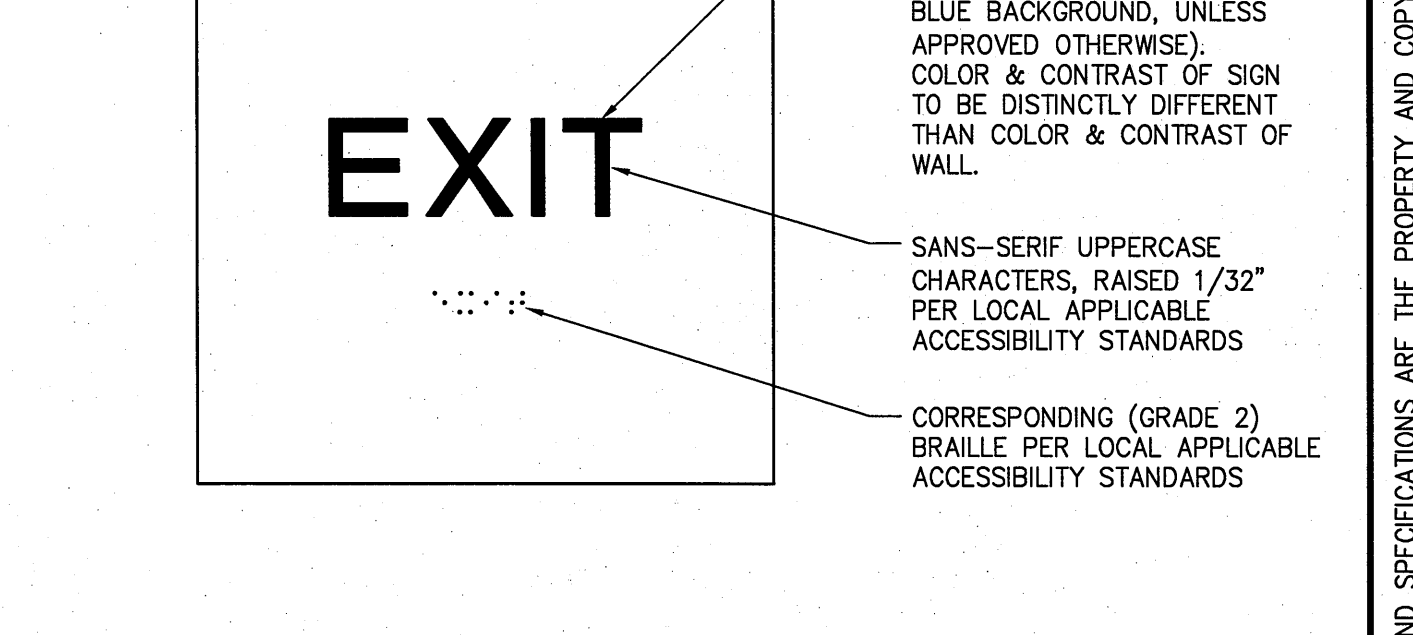 BLUE BACKGROUND, UNLESS
APPROVED OTHERWISE).
COLOR & CONTRAST OF SIGN
TO BE DISTINCTLY DIFFERENT
THAN COLOR & CONTRAST OF
WALL.
EXIT
SANS-SERIF UPPERCASE
CHARACTERS, RAISED 1/32"
PER LOCAL APPLICABLE
ACCESSIBILITY STANDARDS
CORRESPONDING (GRADE 2)
BRAILLE PER LOCAL APPLICABLE
ACCESSIBILITY STANDARDS
SPECIFICATIONS ARE THE PROPERTY AND